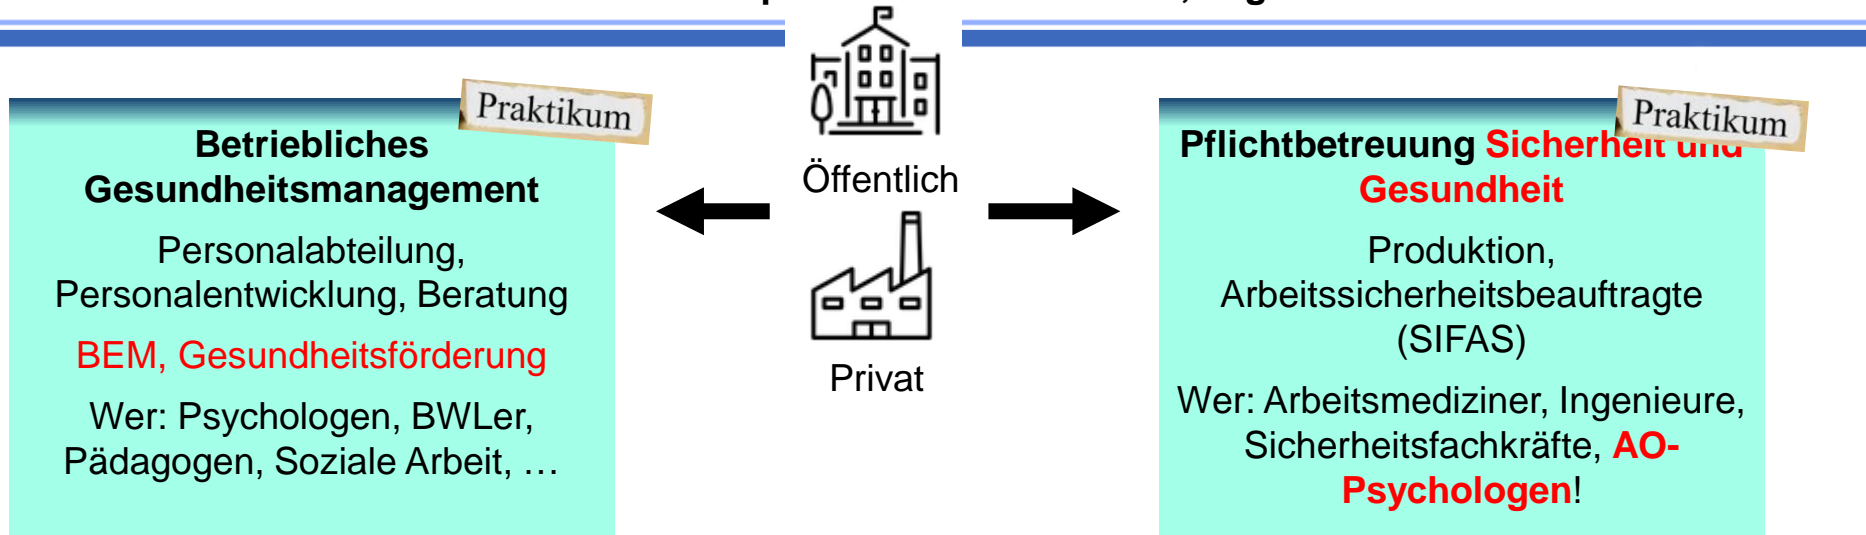 Praktikum
Betriebliches
Gesundheitsmanagement
Personalabteilung,
Personalentwicklung, Beratung
BEM, Gesundheitsförderung
Wer: Psychologen, BWLer,
Pädagogen, Soziale Arbeit, …
Öffentlich
Privat
Praktikum
Pflichtbetreuung Sicherheit und
Gesundheit
Produktion,
Arbeitssicherheitsbeauftragte
(SIFAS)
Wer: Arbeitsmediziner, Ingenieure,
Sicherheitsfachkräfte, AO-
Psychologen!